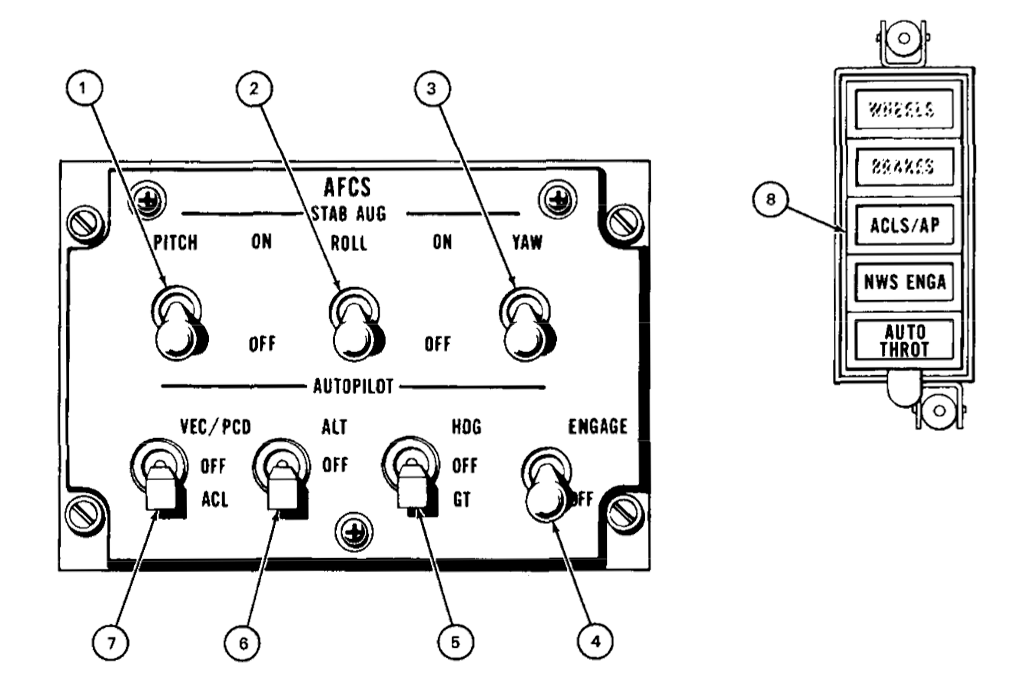 1
2
3
AFCS
STAB AUG
PITCH ON ROLL ON YAW
OFF OFF
AUTOPILOT
VEC/PCD ALT HDG ENGAGE
OFF OFF OFF OFF
ACL GT
7
6
5
4
8
WHEELS
BRAKES
ACLS/AP
NWS ENGA
AUTO
THROT